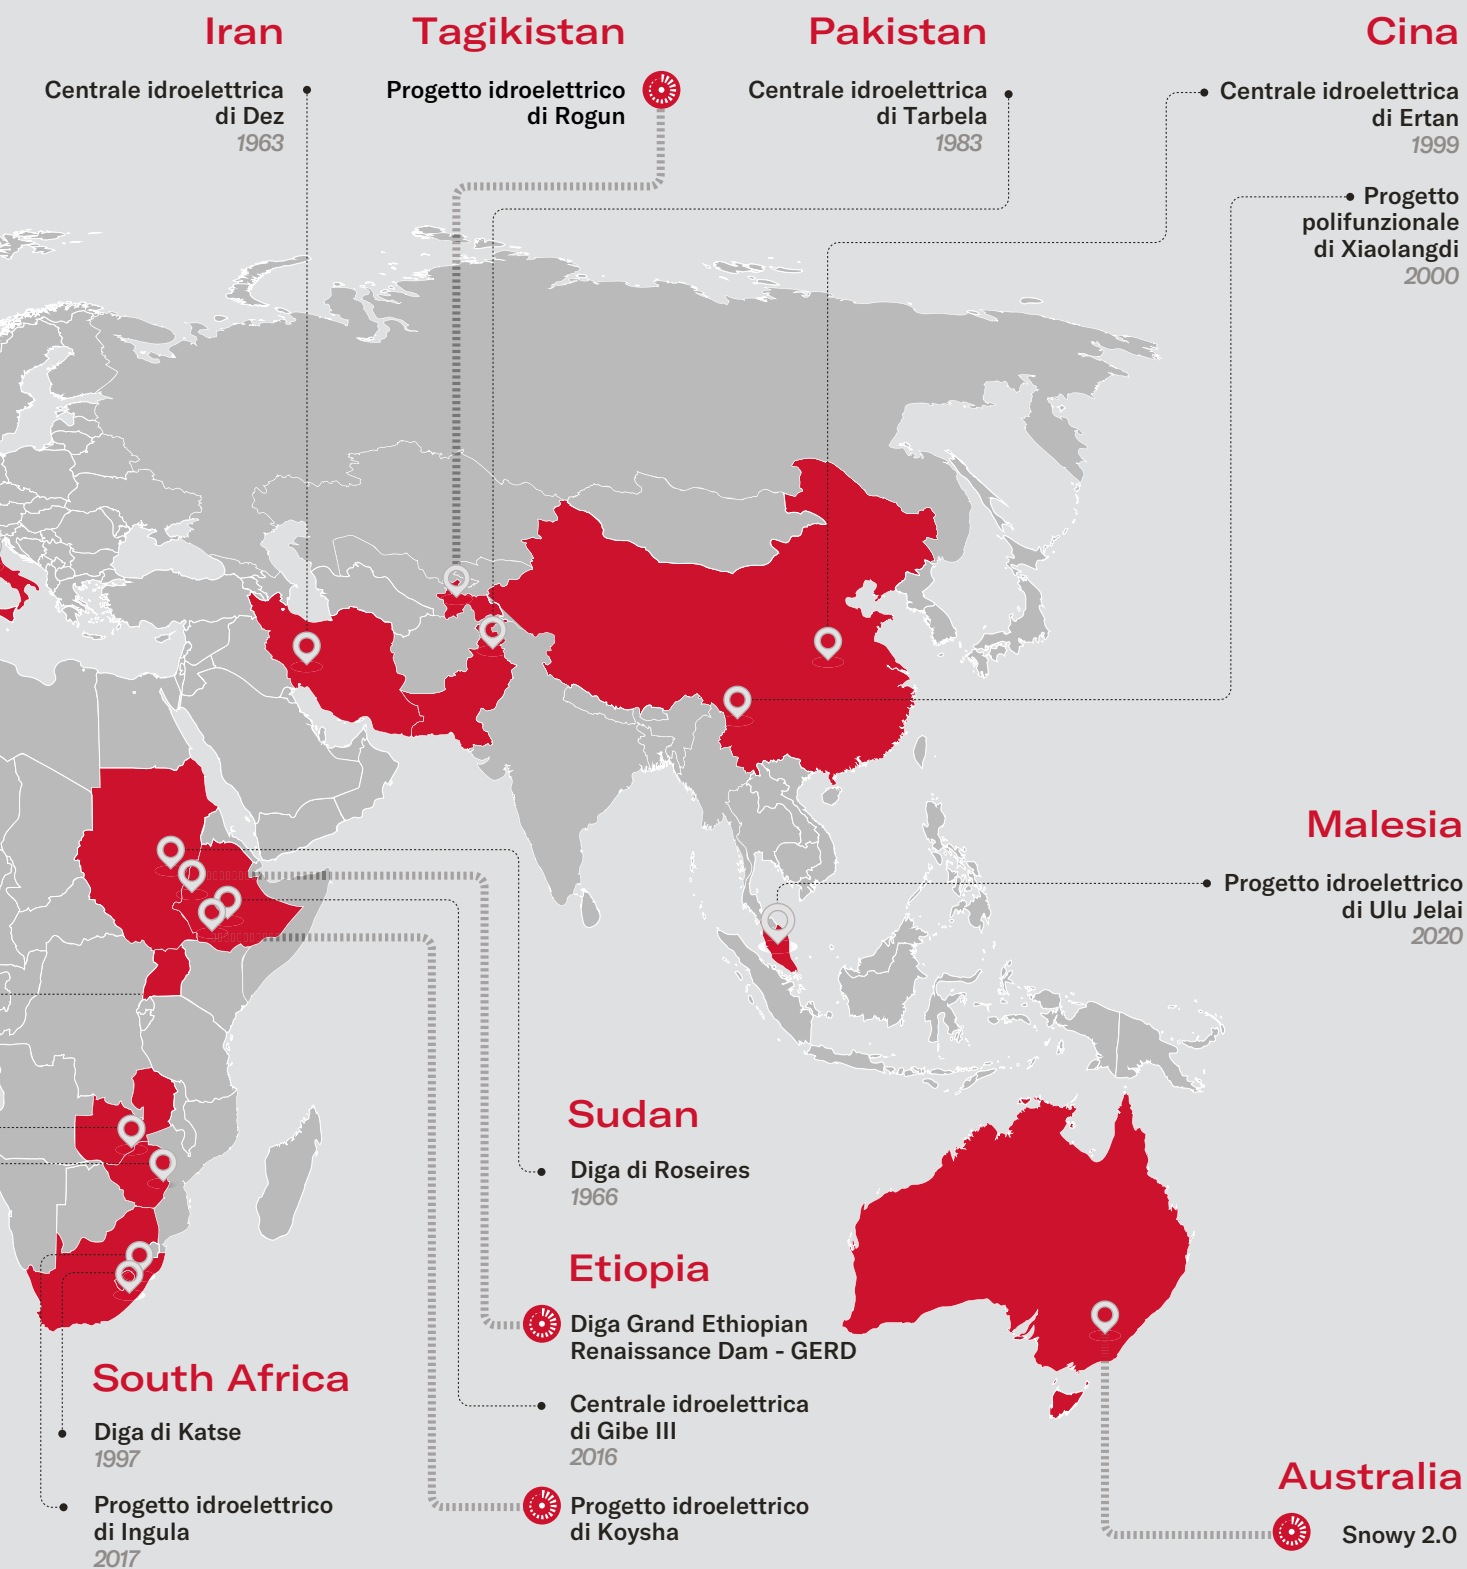 Iran
Centrale idroelettrica
di Dez
1963
Tagikistan
Progetto idroelettrico
di Rogun
Pakistan
Centrale idroelettrica
di Tarbela
1983
Cina
Centrale idroelettrica
di Ertan
1999
Progetto
polifunzionale
di Xiaolangdi
2000
Malesia
Progetto idroelettrico
di Ulu Jelai
2020
Sudan
Diga di Roseires
1966
Etiopia
Diga Grand Ethiopian
Renaissance Dam - GERD
Centrale idroelettrica
di Gibe III
2016
Progetto idroelettrico
di Koysha
South Africa
Diga di Katse
1997
Progetto idroelettrico
di Ingula
2017
Australia
Snowy 2.0